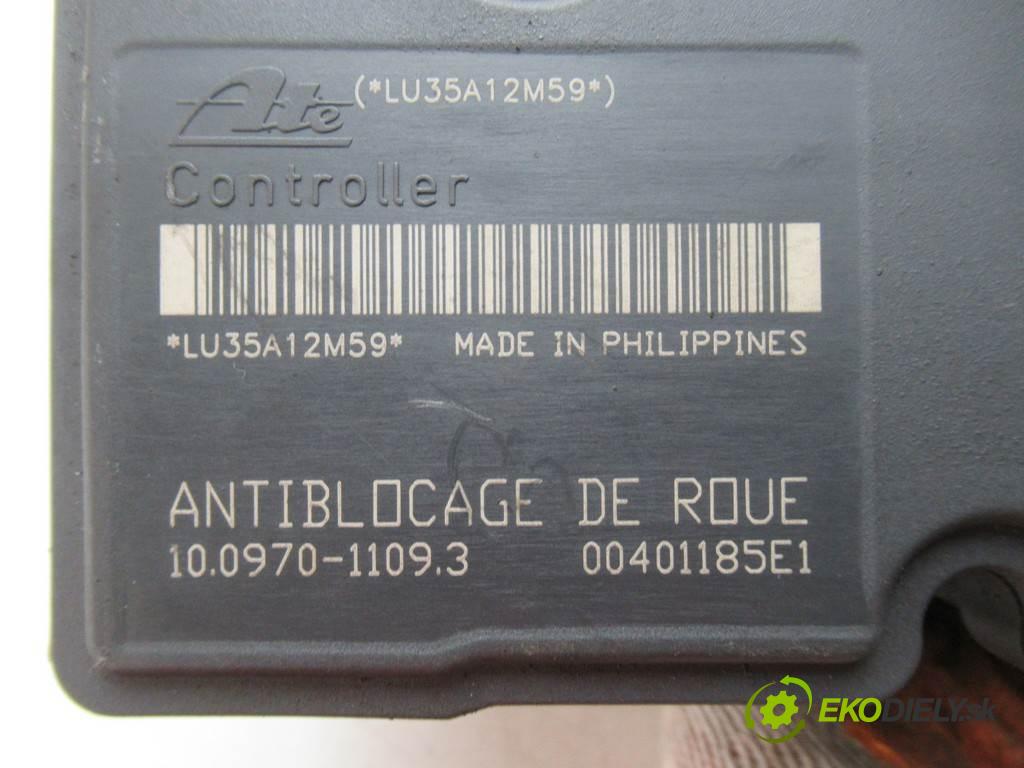 Ate (*LU35A12M59*)
Controller
*LU35A12M59* MADE IN PHILIPPINES
ANTIBLOCAGE DE ROUE
10.0970-1109.3 00401185E1
EKODIELY.sk